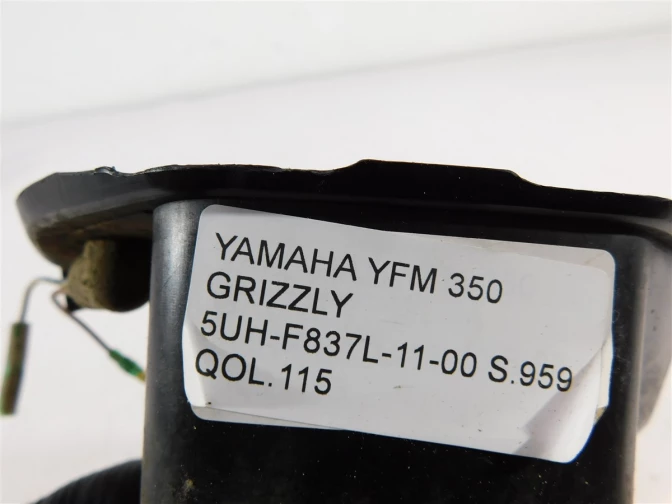 YAMAHA YFM 350
GRIZZLY
5UH-F837L-11-00 S.959
QOL.115